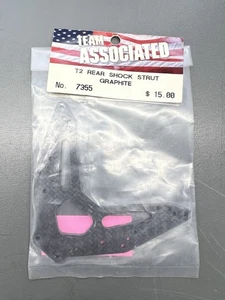 TEAM
ASSOCIATED
T2 REAR SHOCK STRUT
GRAPHITE
No. 7355 $ 15.00